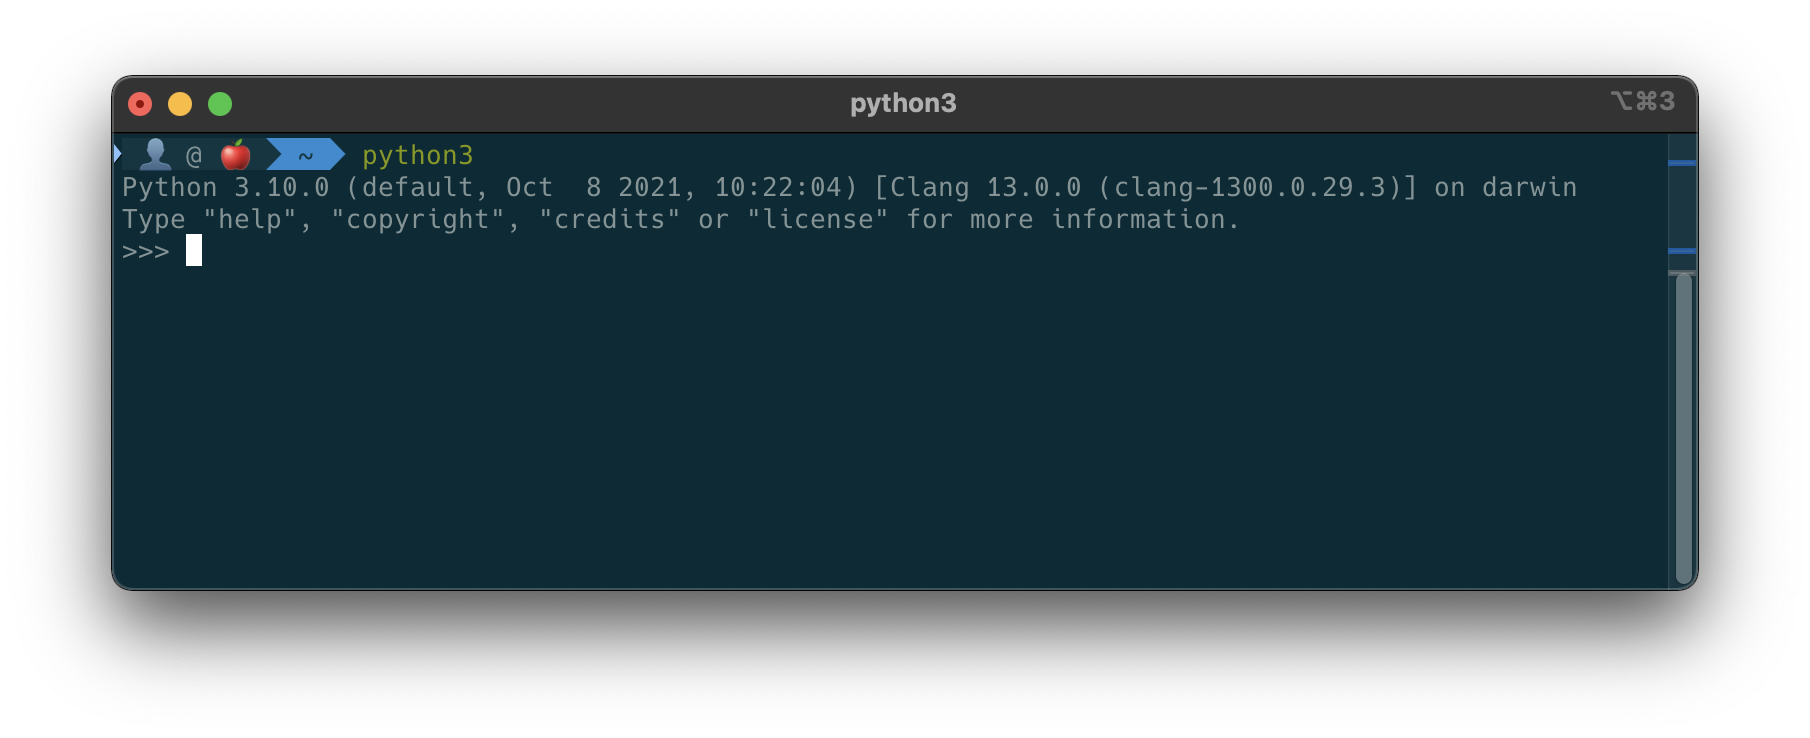 python3 ⌥⌘3
👤 @ 🍎 ~ python3
Python 3.10.0 (default, Oct  8 2021, 10:22:04) [Clang 13.0.0 (clang-1300.0.29.3)] on darwin
Type "help", "copyright", "credits" or "license" for more information.
>>>